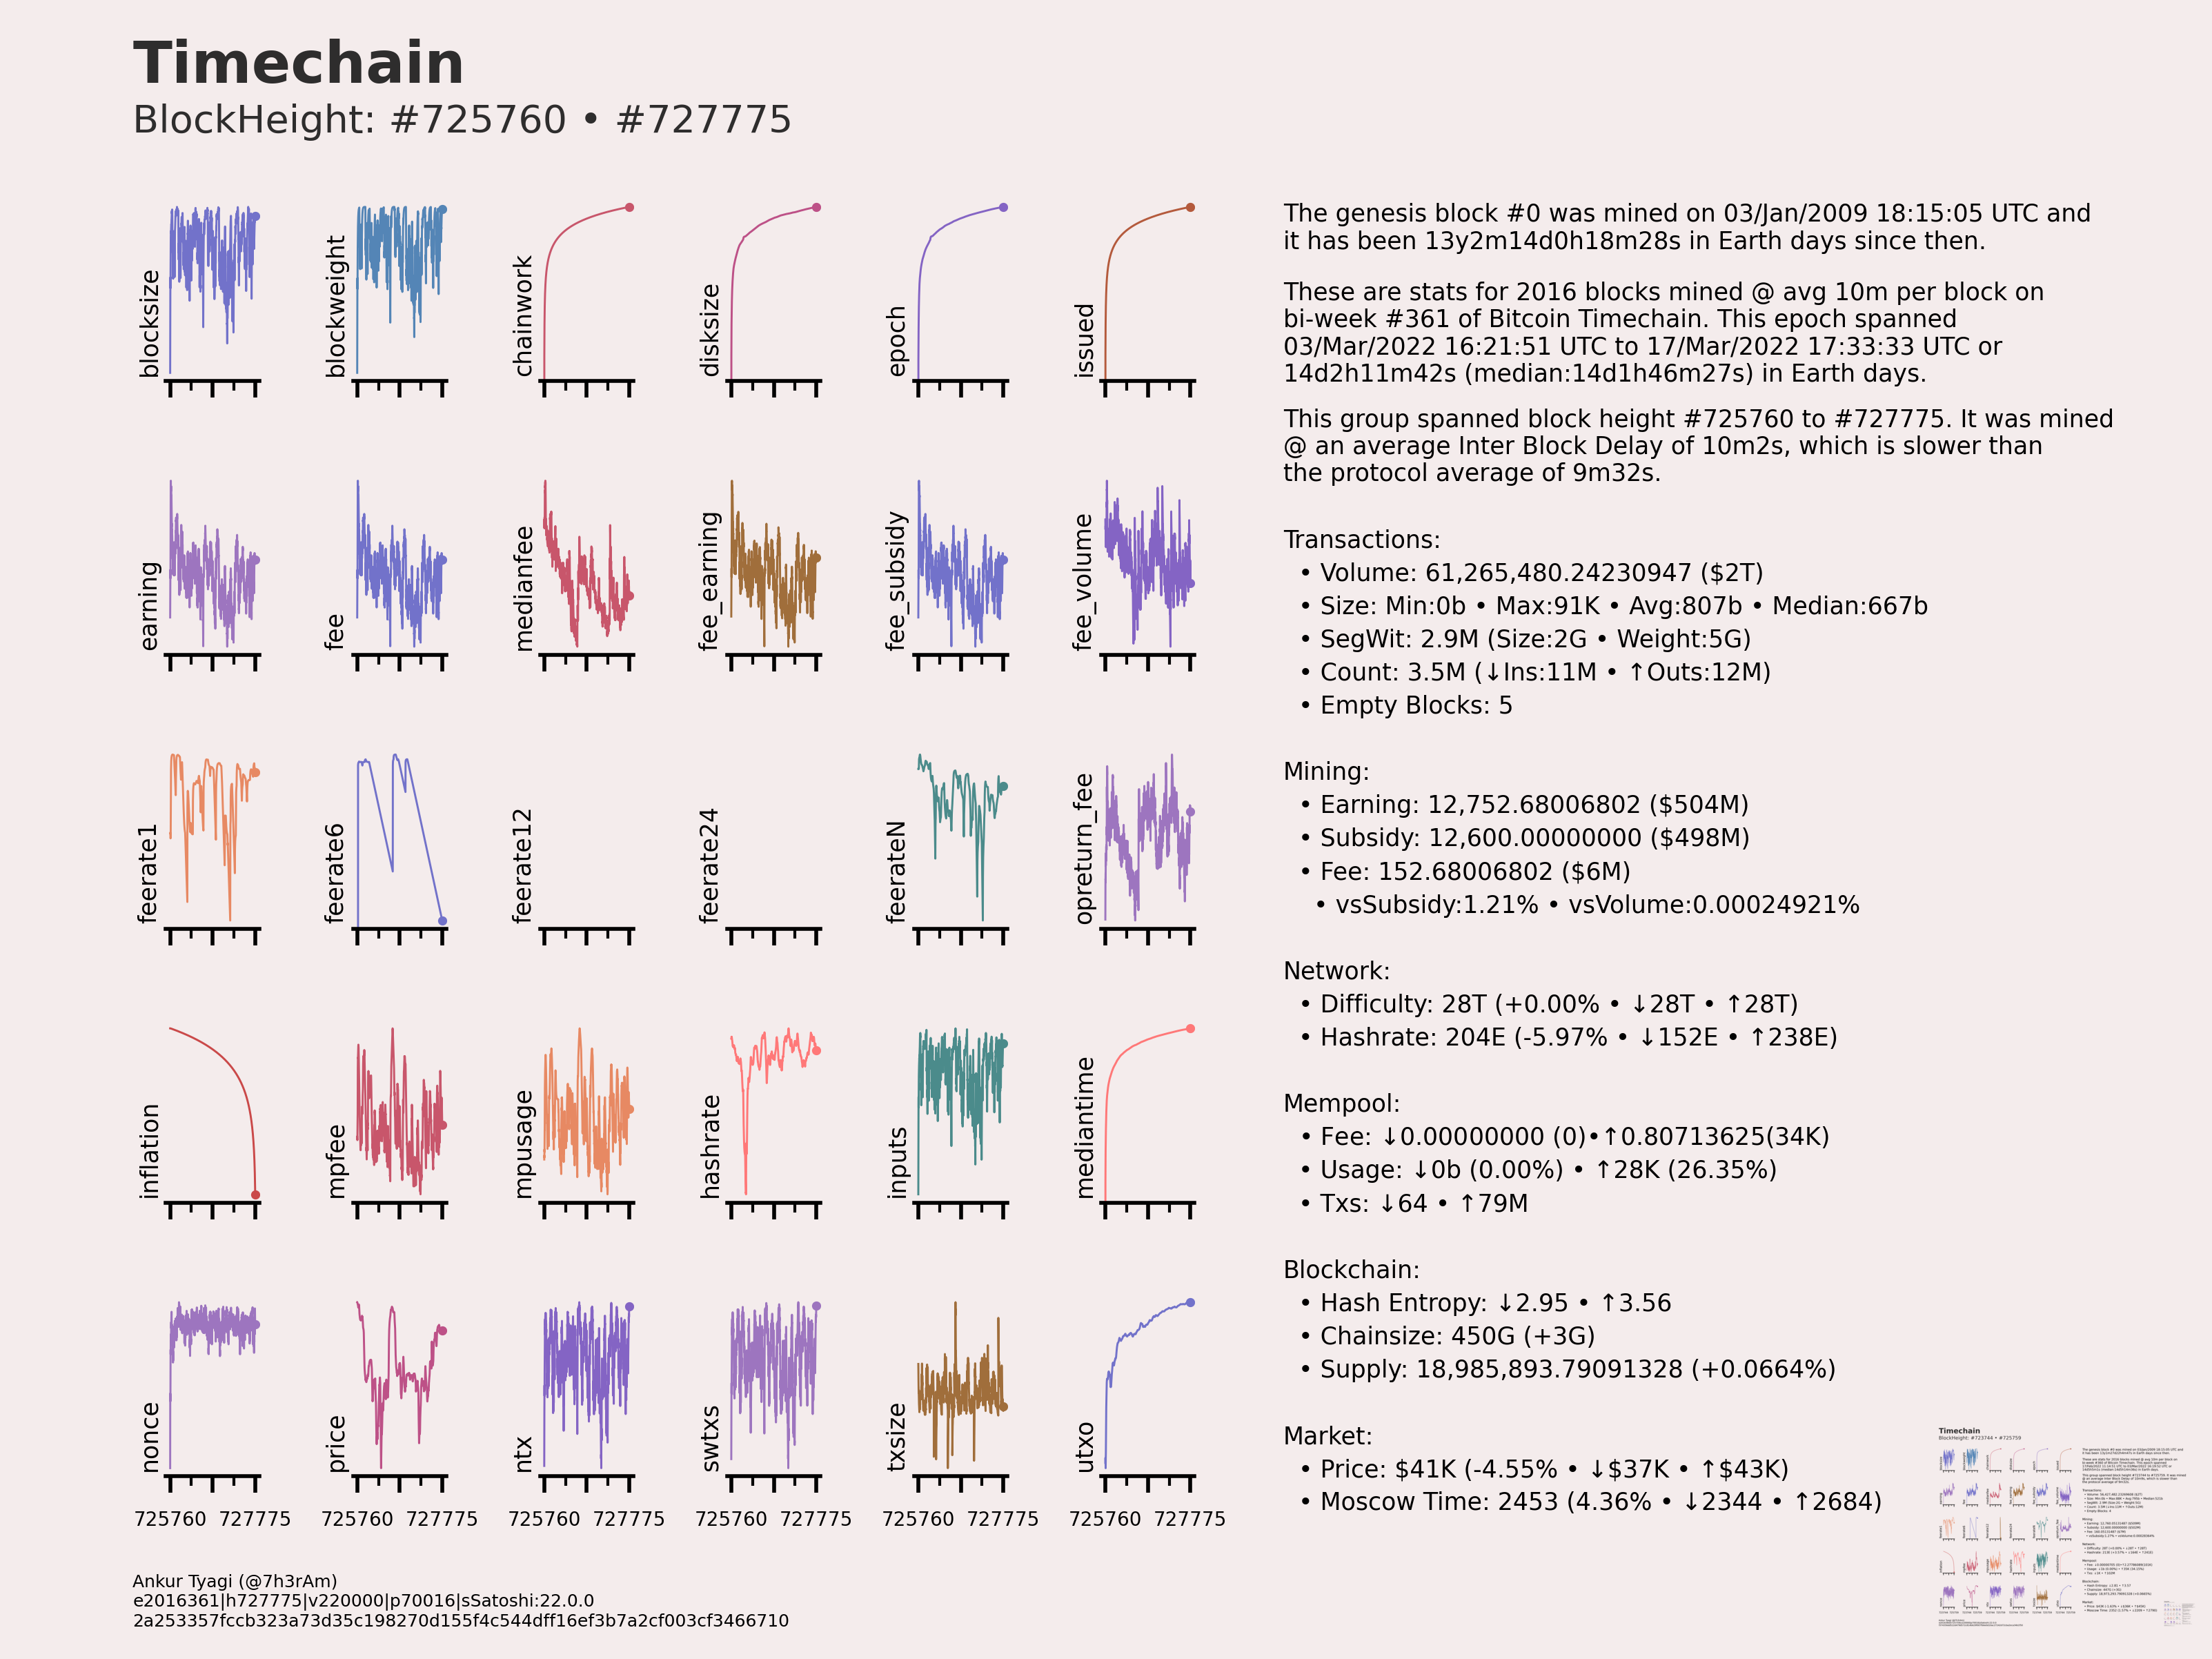 Timechain
BlockHeight: #725760 • #727775
blocksize
blockweight
chainwork
disksize
epoch
issued
earning
fee
medianfee
fee_earning
fee_subsidy
fee_volume
feerate1
feerate6
feerate12
feerate24
feerateN
opreturn_fee
inflation
mpfee
mpusage
hashrate
inputs
mediantime
nonce
price
ntx
swtxs
txsize
utxo
725760 727775 725760 727775 725760 727775 725760 727775 725760 727775 725760 727775
The genesis block #0 was mined on 03/Jan/2009 18:15:05 UTC and
it has been 13y2m14d0h18m28s in Earth days since then.
These are stats for 2016 blocks mined @ avg 10m per block on
bi-week #361 of Bitcoin Timechain. This epoch spanned
03/Mar/2022 16:21:51 UTC to 17/Mar/2022 17:33:33 UTC or
14d2h11m42s (median:14d1h46m27s) in Earth days.
This group spanned block height #725760 to #727775. It was mined
@ an average Inter Block Delay of 10m2s, which is slower than
the protocol average of 9m32s.
Transactions:
• Volume: 61,265,480.24230947 ($2T)
• Size: Min:0b • Max:91K • Avg:807b • Median:667b
• SegWit: 2.9M (Size:2G • Weight:5G)
• Count: 3.5M (↓Ins:11M • ↑Outs:12M)
• Empty Blocks: 5
Mining:
• Earning: 12,752.68006802 ($504M)
• Subsidy: 12,600.00000000 ($498M)
• Fee: 152.68006802 ($6M)
• vsSubsidy:1.21% • vsVolume:0.00024921%
Network:
• Difficulty: 28T (+0.00% • ↓28T • ↑28T)
• Hashrate: 204E (-5.97% • ↓152E • ↑238E)
Mempool:
• Fee: ↓0.00000000 (0)•↑0.80713625(34K)
• Usage: ↓0b (0.00%) • ↑28K (26.35%)
• Txs: ↓64 • ↑79M
Blockchain:
• Hash Entropy: ↓2.95 • ↑3.56
• Chainsize: 450G (+3G)
• Supply: 18,985,893.79091328 (+0.0664%)
Market:
• Price: $41K (-4.55% • ↓$37K • ↑$43K)
• Moscow Time: 2453 (4.36% • ↓2344 • ↑2684)
Ankur Tyagi (@7h3rAm)
e2016361|h727775|v220000|p70016|sSatoshi:22.0.0
2a253357fccb323a73d35c198270d155f4c544dff16ef3b7a2cf003cf3466710
Timechain
BlockHeight: #723744 • #725759